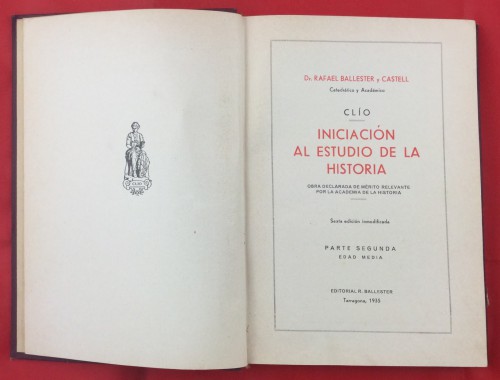 CLIO
Dr. RAFAEL BALLESTER y CASTELL
Catedrático y Académico
CLÍO
INICIACIÓN
AL ESTUDIO DE LA
HISTORIA
OBRA DECLARADA DE MÉRITO RELEVANTE
POR LA ACADEMIA DE LA HISTORIA
Sexta edición inmodificada
PARTE SEGUNDA
EDAD MEDIA
EDITORIAL R. BALLESTER
Tarragona, 1935